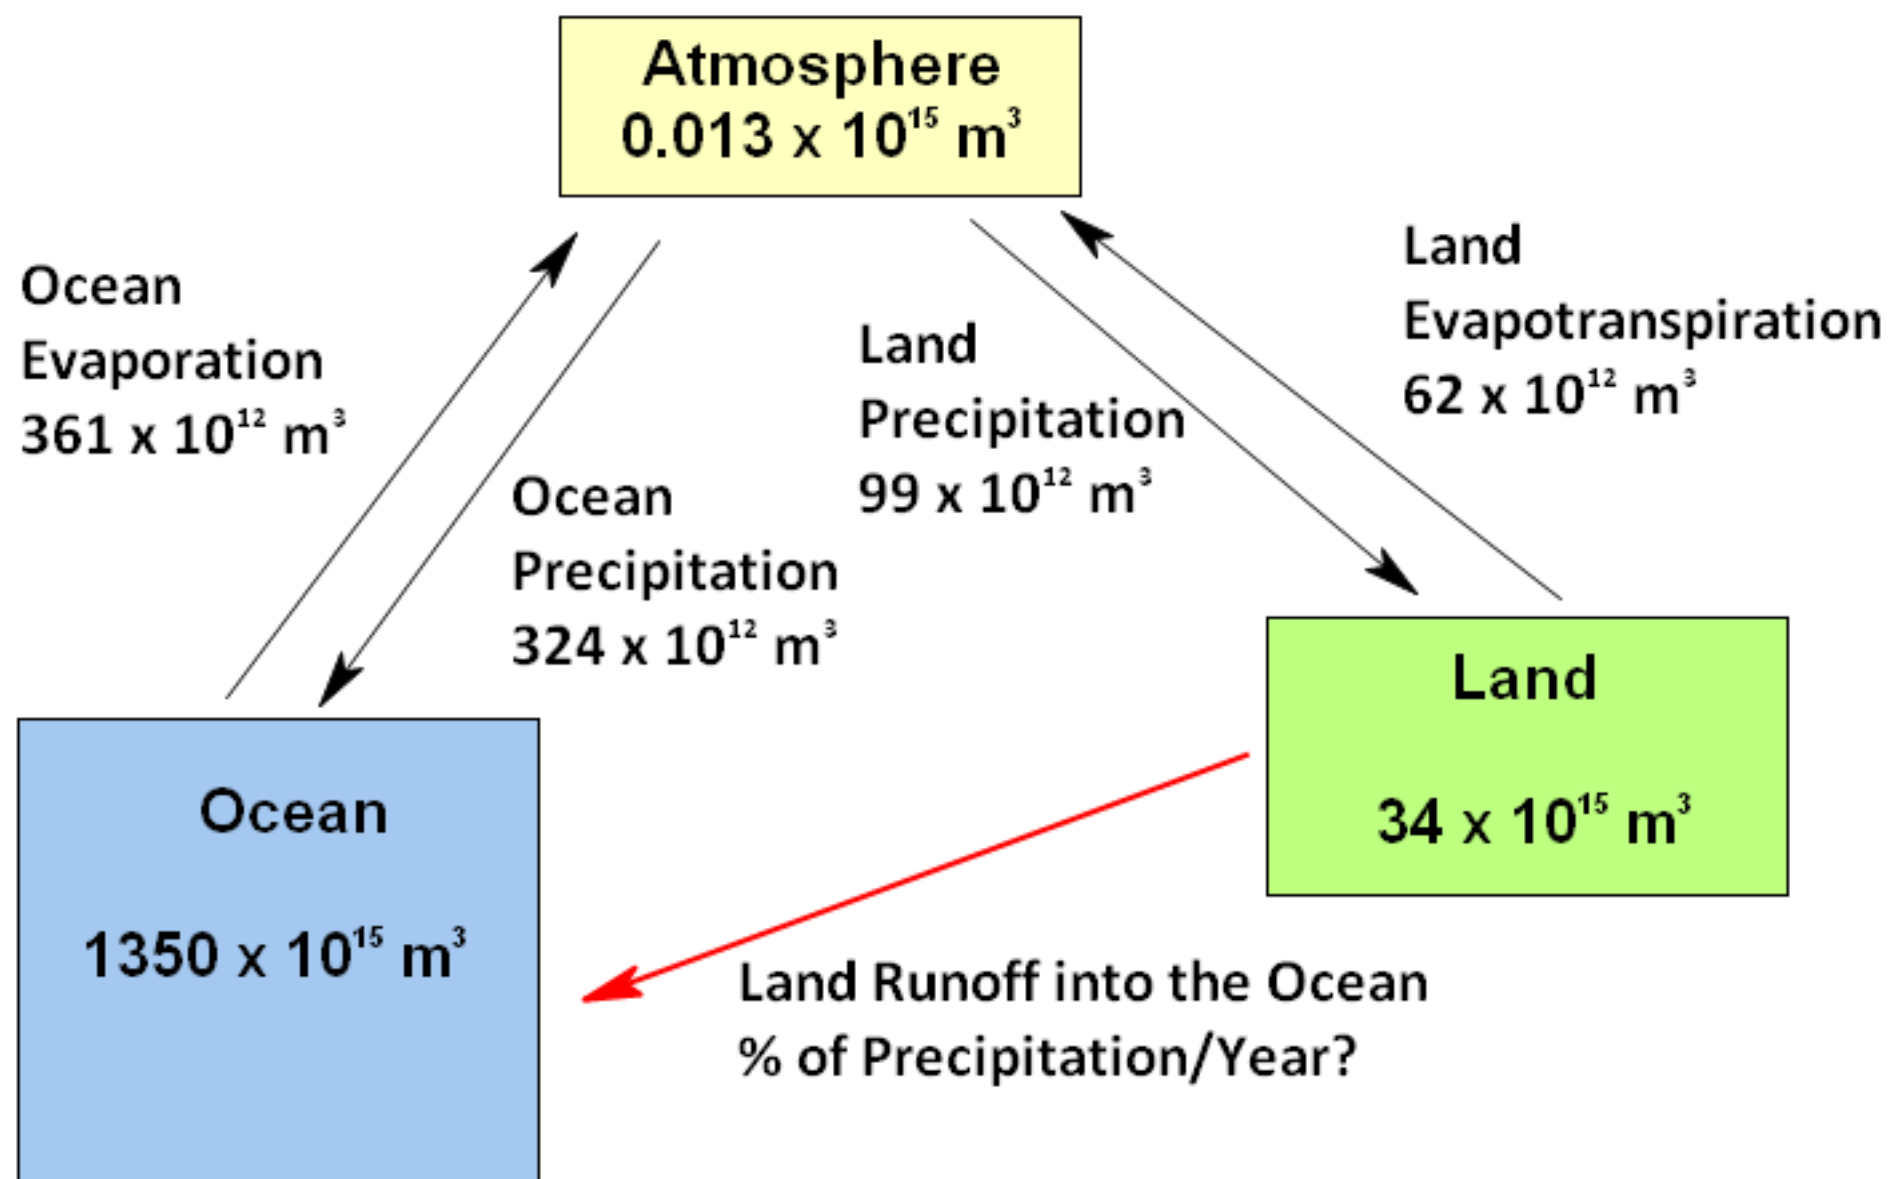 Atmosphere
0.013 x 10¹⁵ m³
Ocean
Evaporation
361 x 10¹² m³
Ocean
Precipitation
324 x 10¹² m³
Land
Precipitation
99 x 10¹² m³
Land
Evapotranspiration
62 x 10¹² m³
Ocean
1350 x 10¹⁵ m³
Land
34 x 10¹⁵ m³
Land Runoff into the Ocean
% of Precipitation/Year?